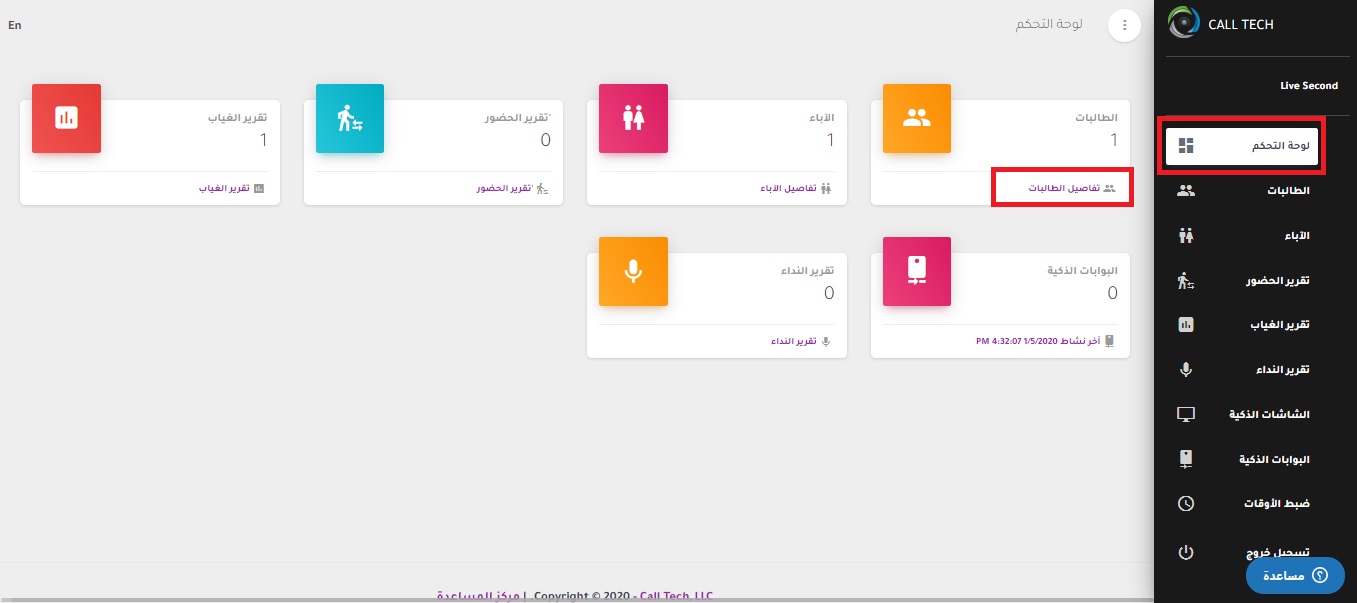 CALL TECH
Live Second
لوحة التحكم
الطالبات
الآباء
تقرير الحضور
تقرير الغياب
تقرير النداء
الشاشات الذكية
البوابات الذكية
ضبط الأوقات
تسجيل خروج
مساعدة
لوحة التحكم
En
الطالبات
1
تفاصيل الطالبات
الآباء
1
تفاصيل الآباء
'تقرير الحضور
0
'تقرير الحضور
تقرير الغياب
1
تقرير الغياب
البوابات الذكية
0
آخر نشاط 1/5/2020 4:32:07 PM
تقرير النداء
0
تقرير النداء
مركز المساعدة | Copyright © 2020 - Call Tech, LLC